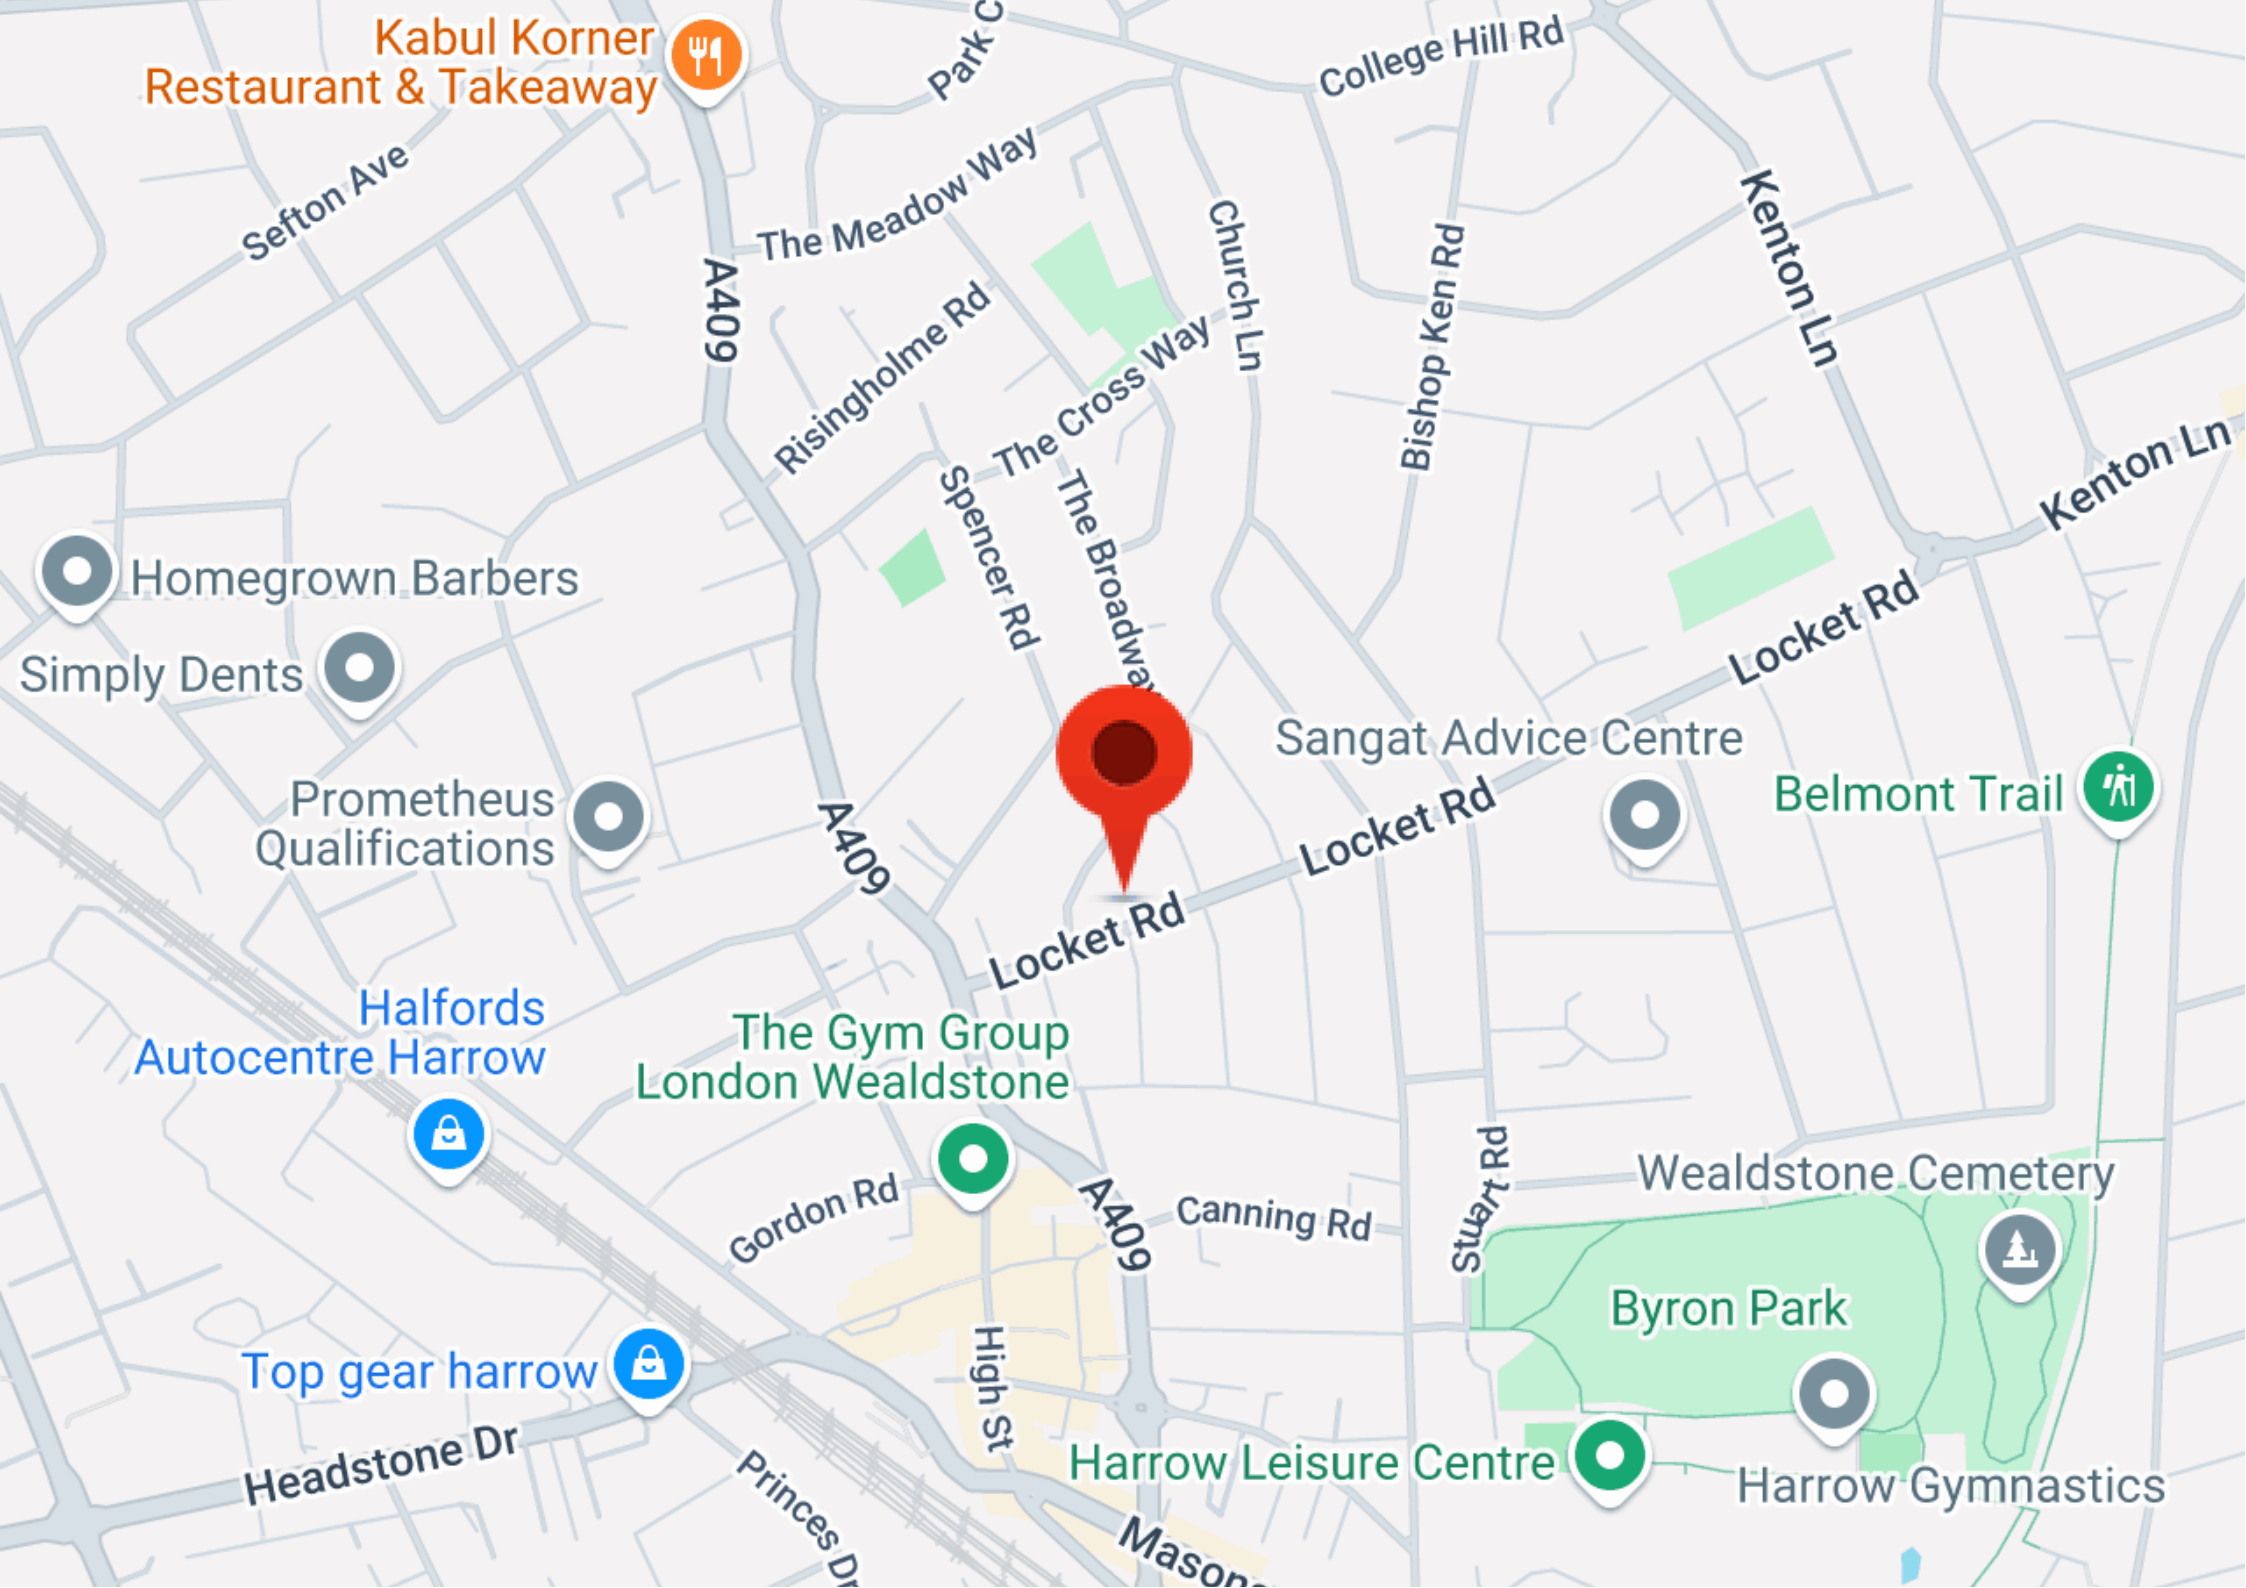 Kabul Korner
Restaurant & Takeaway
Park C
College Hill Rd
Sefton Ave
The Meadow Way
Kenton Ln
Church Ln
Bishop Ken Rd
A409
Risingholme Rd
The Cross Way
Kenton Ln
Spencer Rd
The Broadway
Homegrown Barbers
Locket Rd
Simply Dents
Sangat Advice Centre
Belmont Trail
Prometheus
Qualifications
A409
Locket Rd
Locket Rd
Halfords
Autocentre Harrow
The Gym Group
London Wealdstone
Stuart Rd
Wealdstone Cemetery
Gordon Rd
A409
Canning Rd
Byron Park
Top gear harrow
High St
Headstone Dr
Harrow Leisure Centre
Harrow Gymnastics
Princes Dr
Masons